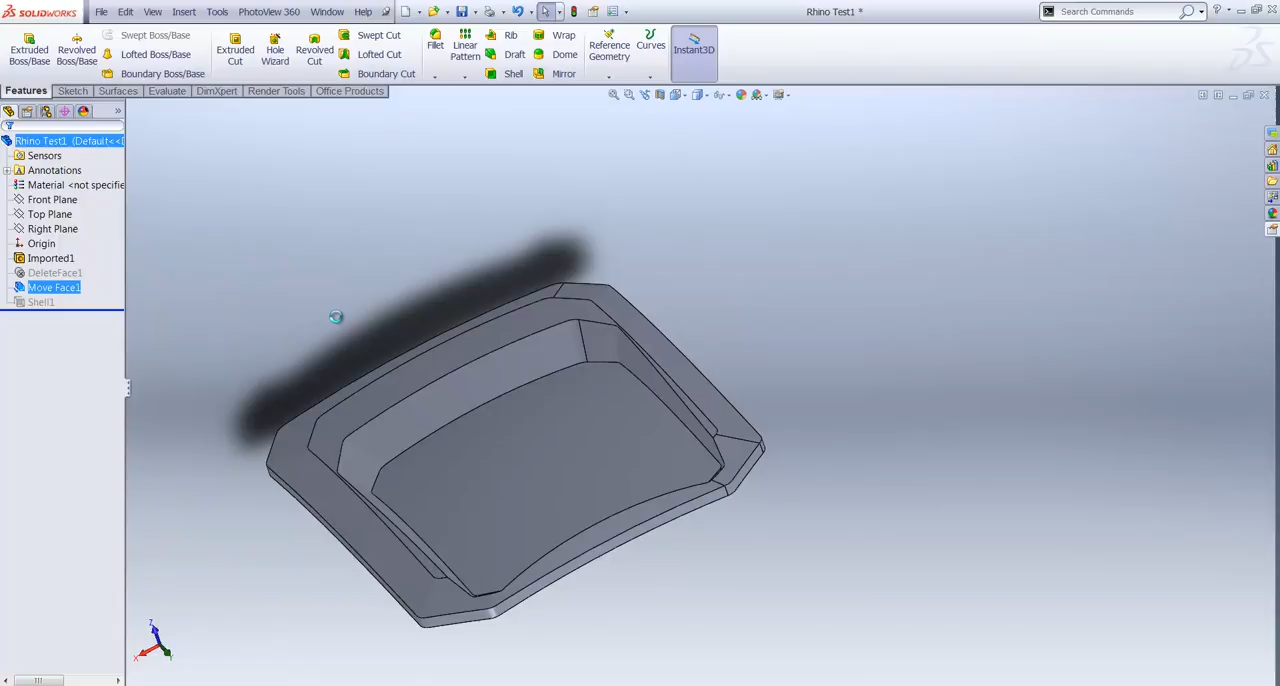 SOLIDWORKS File Edit View Insert Tools PhotoView 360 Window Help Rhino Test1 * Search Commands
Extruded Boss/Base
Revolved Boss/Base
Swept Boss/Base
Lofted Boss/Base
Boundary Boss/Base
Extruded Cut
Hole Wizard
Revolved Cut
Swept Cut
Lofted Cut
Boundary Cut
Fillet
Linear Pattern
Rib
Draft
Shell
Wrap
Dome
Mirror
Reference Geometry
Curves
Instant3D
Features Sketch Surfaces Evaluate DimXpert Render Tools Office Products
Rhino Test1 (Default<<
Sensors
Annotations
Material <not specifie
Front Plane
Top Plane
Right Plane
Origin
Imported1
DeleteFace1
Move Face1
Shell1
Z
X
Y